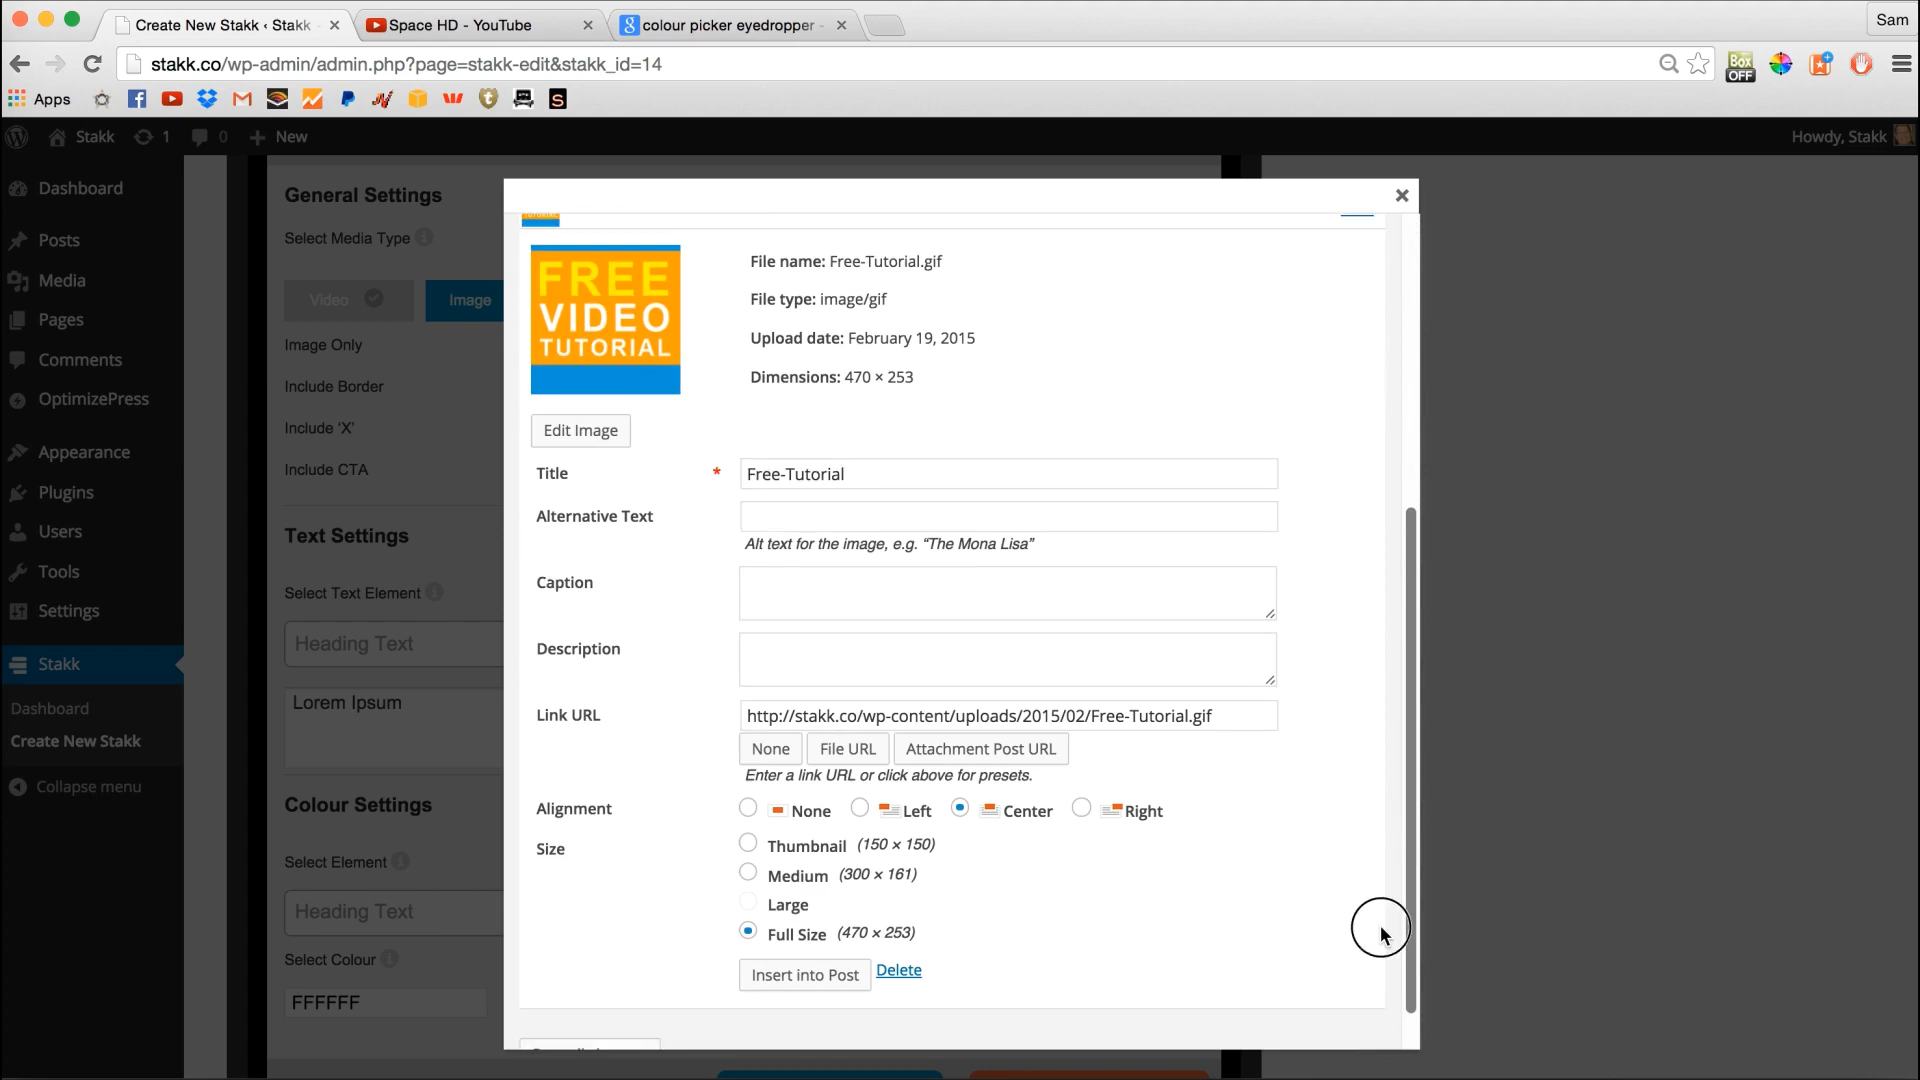 Create New Stakk ‹ Stakk
Space HD - YouTube
colour picker eyedropper -
Sam
stakk.co/wp-admin/admin.php?page=stakk-edit&stakk_id=14
Box
OFF
Apps
Stakk
1
0
New
Howdy, Stakk
Dashboard
Posts
Media
Pages
Comments
OptimizePress
Appearance
Plugins
Users
Tools
Settings
Stakk
Dashboard
Create New Stakk
Collapse menu
General Settings
Select Media Type
Video
Image
Image Only
Include Border
Include 'X'
Include CTA
Text Settings
Select Text Element
Heading Text
Lorem Ipsum
Colour Settings
Select Element
Heading Text
Select Colour
FFFFFF
TUTORIAL
FREE
VIDEO
TUTORIAL
File name: Free-Tutorial.gif
File type: image/gif
Upload date: February 19, 2015
Dimensions: 470 × 253
Edit Image
Title * Free-Tutorial
Alternative Text
Alt text for the image, e.g. “The Mona Lisa”
Caption
Description
Link URL http://stakk.co/wp-content/uploads/2015/02/Free-Tutorial.gif
None File URL Attachment Post URL
Enter a link URL or click above for presets.
Alignment None Left Center Right
Size Thumbnail (150 × 150)
Medium (300 × 161)
Large
Full Size (470 × 253)
Insert into Post Delete